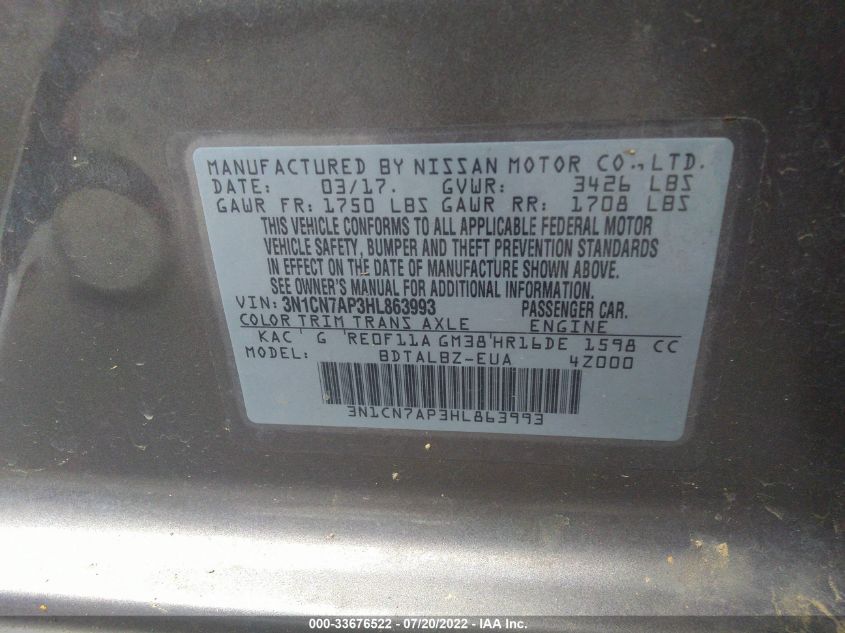 MANUFACTURED BY NISSAN MOTOR CO., LTD.
DATE: 03/17. GVWR: 3426 LBS
GAWR FR: 1750 LBS GAWR RR: 1708 LBS
THIS VEHICLE CONFORMS TO ALL APPLICABLE FEDERAL MOTOR
VEHICLE SAFETY, BUMPER AND THEFT PREVENTION STANDARDS
IN EFFECT ON THE DATE OF MANUFACTURE SHOWN ABOVE.
SEE OWNER'S MANUAL FOR ADDITIONAL INFORMATION.
VIN: 3N1CN7AP3HL863993 PASSENGER CAR.
COLOR TRIM TRANS AXLE ENGINE
KAC G RE0F11A GM38 HR16DE 1598 CC
MODEL: BDTALBZ-EUA 4Z000
3N1CN7AP3HL863993
000-33676522 - 07/20/2022 - IAA Inc.